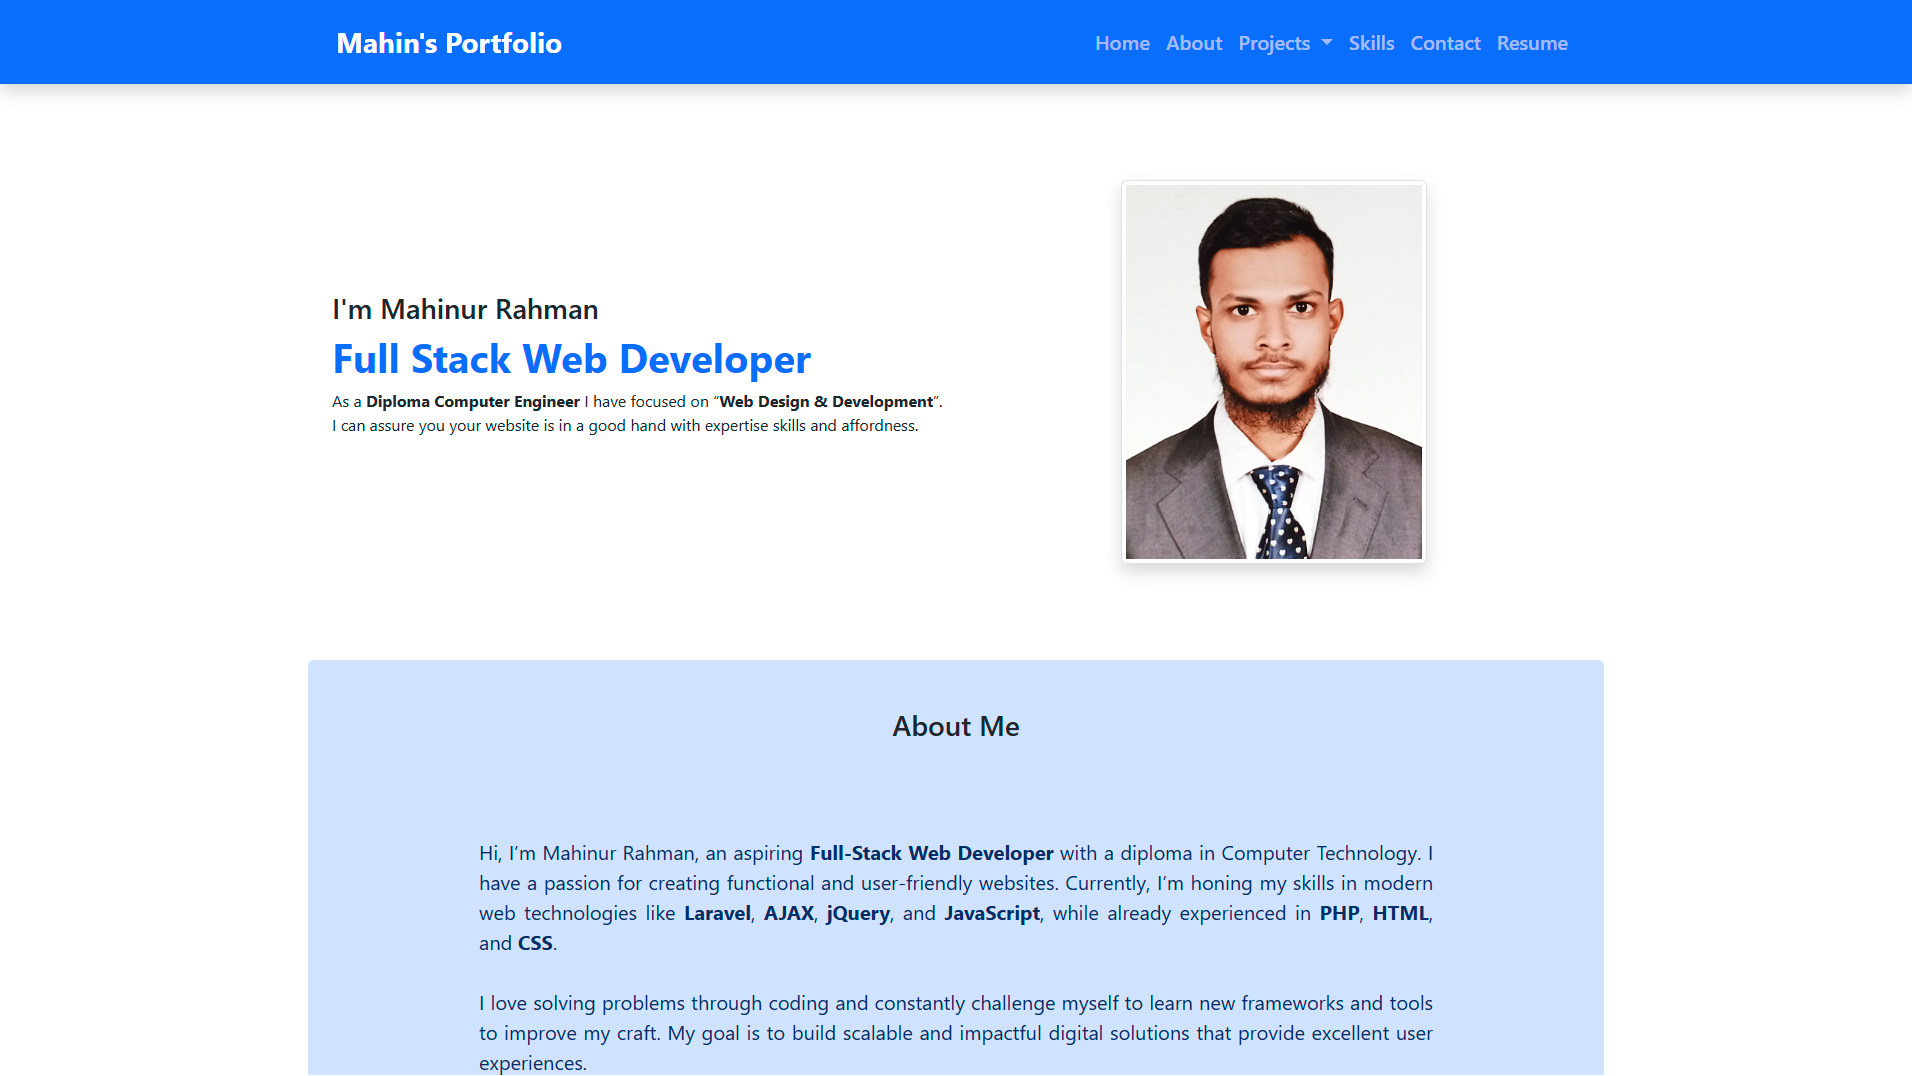 Mahin's Portfolio
Home About Projects Skills Contact Resume
I'm Mahinur Rahman
Full Stack Web Developer
As a Diploma Computer Engineer I have focused on “Web Design & Development”.
I can assure you your website is in a good hand with expertise skills and affordness.
About Me
Hi, I’m Mahinur Rahman, an aspiring Full-Stack Web Developer with a diploma in Computer Technology. I
have a passion for creating functional and user-friendly websites. Currently, I’m honing my skills in modern
web technologies like Laravel, AJAX, jQuery, and JavaScript, while already experienced in PHP, HTML,
and CSS.
I love solving problems through coding and constantly challenge myself to learn new frameworks and tools
to improve my craft. My goal is to build scalable and impactful digital solutions that provide excellent user
experiences.